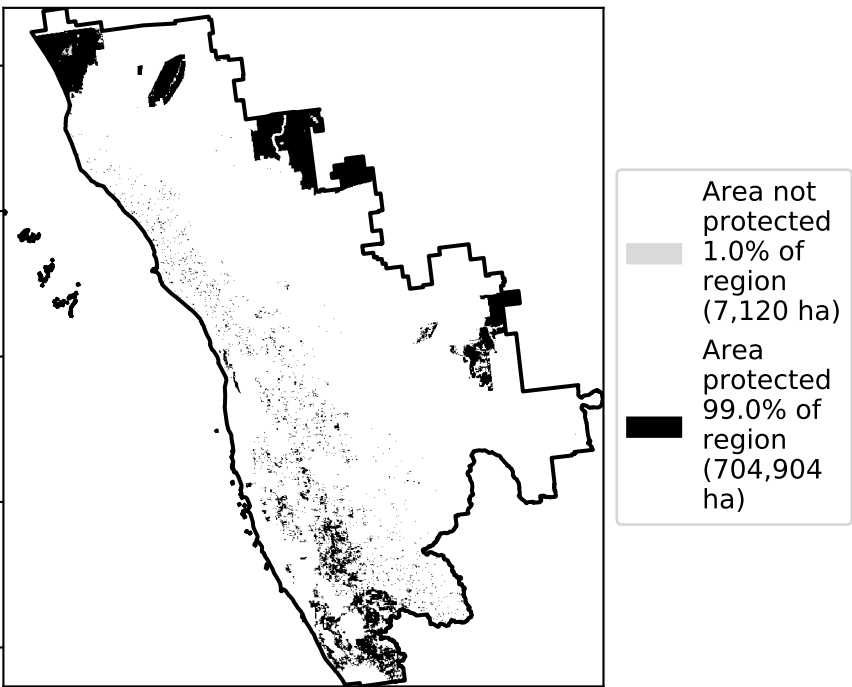 Area not
protected
1.0% of
region
(7,120 ha)
Area
protected
99.0% of
region
(704,904
ha)